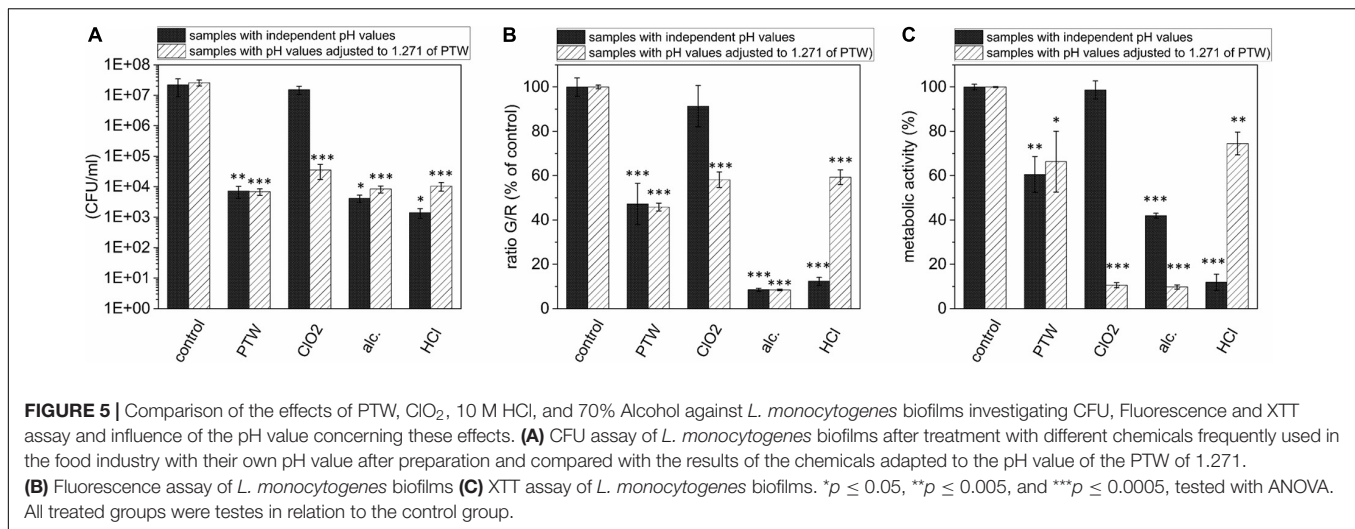 A
samples with independent pH values
samples with pH values adjusted to 1.271 of PTW
1E+08
1E+07
1E+06
1E+05
1E+04
1E+03
1E+02
1E+01
1E+00
(CFU/ml)
***
** *** * *** * ***
control PTW ClO2 alc. HCl
B
samples with independent pH values
samples with pH values adjusted to 1.271 of PTW)
100
80
60
40
20
0
ratio G/R (% of control)
*** *** *** *** *** *** ***
control PTW ClO2 alc. HCl
C
samples with independent pH values
samples with pH values adjusted to 1.271 of PTW)
100
80
60
40
20
0
metabolic activity (%)
** * *** *** *** *** **
control PTW ClO2 alc. HCl
FIGURE 5 | Comparison of the effects of PTW, ClO₂, 10 M HCl, and 70% Alcohol against L. monocytogenes biofilms investigating CFU, Fluorescence and XTT
assay and influence of the pH value concerning these effects. (A) CFU assay of L. monocytogenes biofilms after treatment with different chemicals frequently used in
the food industry with their own pH value after preparation and compared with the results of the chemicals adapted to the pH value of the PTW of 1.271.
(B) Fluorescence assay of L. monocytogenes biofilms (C) XTT assay of L. monocytogenes biofilms. *p ≤ 0.05, **p ≤ 0.005, and ***p ≤ 0.0005, tested with ANOVA.
All treated groups were testes in relation to the control group.